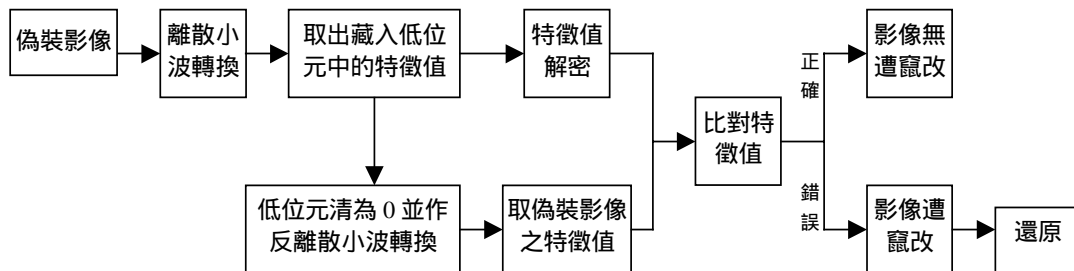 偽裝影像
離散小
波轉換
取出藏入低位
元中的特徵值
特徵值
解密
正
確
影像無
遭竄改
比對特
徵值
低位元清為 0 並作
反離散小波轉換
取偽裝影像
之特徵值
錯
誤
影像遭
竄改
還原